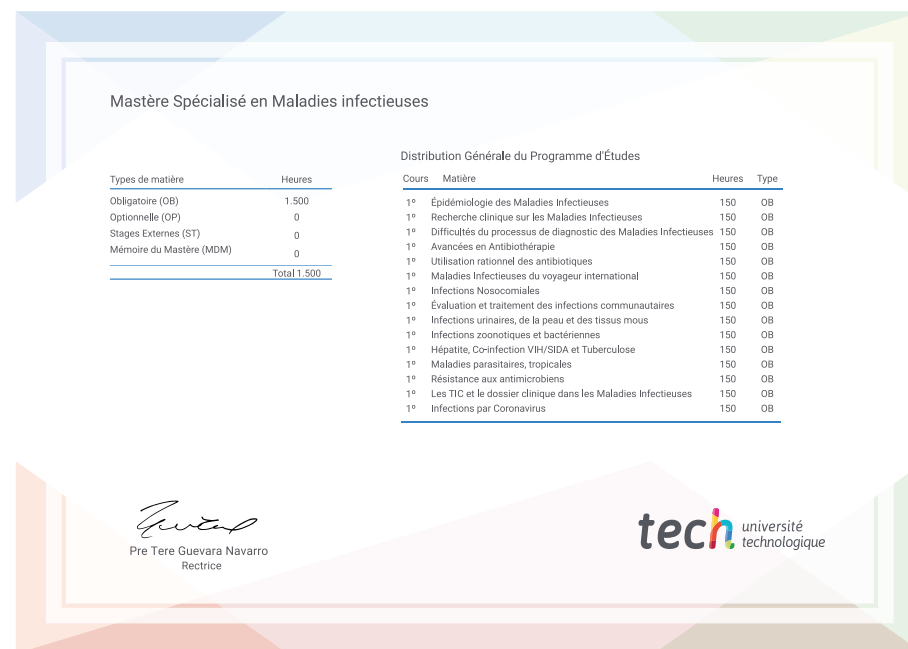 Mastère Spécialisé en Maladies infectieuses
Types de matière Heures
Obligatoire (OB) 1.500
Optionnelle (OP) 0
Stages Externes (ST) 0
Mémoire du Mastère (MDM) 0
Total 1.500
Distribution Générale du Programme d'Études
Cours Matière Heures Type
1º Épidémiologie des Maladies Infectieuses 150 OB
1º Recherche clinique sur les Maladies Infectieuses 150 OB
1º Difficultés du processus de diagnostic des Maladies Infectieuses 150 OB
1º Avancées en Antibiothérapie 150 OB
1º Utilisation rationnel des antibiotiques 150 OB
1º Maladies Infectieuses du voyageur international 150 OB
1º Infections Nosocomiales 150 OB
1º Évaluation et traitement des infections communautaires 150 OB
1º Infections urinaires, de la peau et des tissus mous 150 OB
1º Infections zoonotiques et bactériennes 150 OB
1º Hépatite, Co-infection VIH/SIDA et Tuberculose 150 OB
1º Maladies parasitaires, tropicales 150 OB
1º Résistance aux antimicrobiens 150 OB
1º Les TIC et le dossier clinique dans les Maladies Infectieuses 150 OB
1º Infections par Coronavirus 150 OB
Pre Tere Guevara Navarro
Rectrice
tech université
technologique